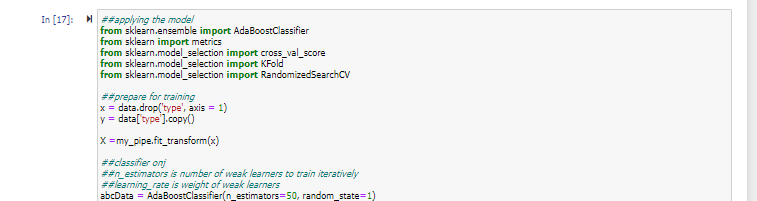 In [17]:
##applying the model
from sklearn.ensemble import AdaBoostClassifier
from sklearn import metrics
from sklearn.model_selection import cross_val_score
from sklearn.model_selection import KFold
from sklearn.model_selection import RandomizedSearchCV
##prepare for training
x = data.drop('type', axis = 1)
y = data['type'].copy()
X =my_pipe.fit_transform(x)
##classifier onj
##n_estimators is number of weak learners to train iteratively
##learning_rate is weight of weak learners
abcData = AdaBoostClassifier(n_estimators=50, random_state=1)